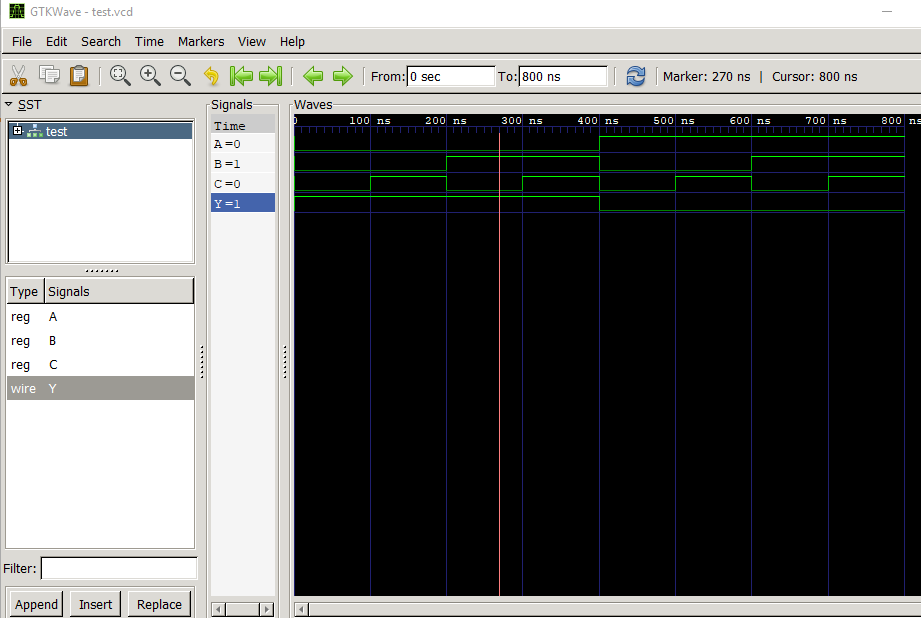 GTKWave - test.vcd
File Edit Search Time Markers View Help
From: 0 sec To: 800 ns Marker: 270 ns | Cursor: 800 ns
SST
test
Type Signals
reg A
reg B
reg C
wire Y
Filter:
Append Insert Replace
Signals
Time
A =0
B =1
C =0
Y =1
Waves
0 100 ns 200 ns 300 ns 400 ns 500 ns 600 ns 700 ns 800 ns